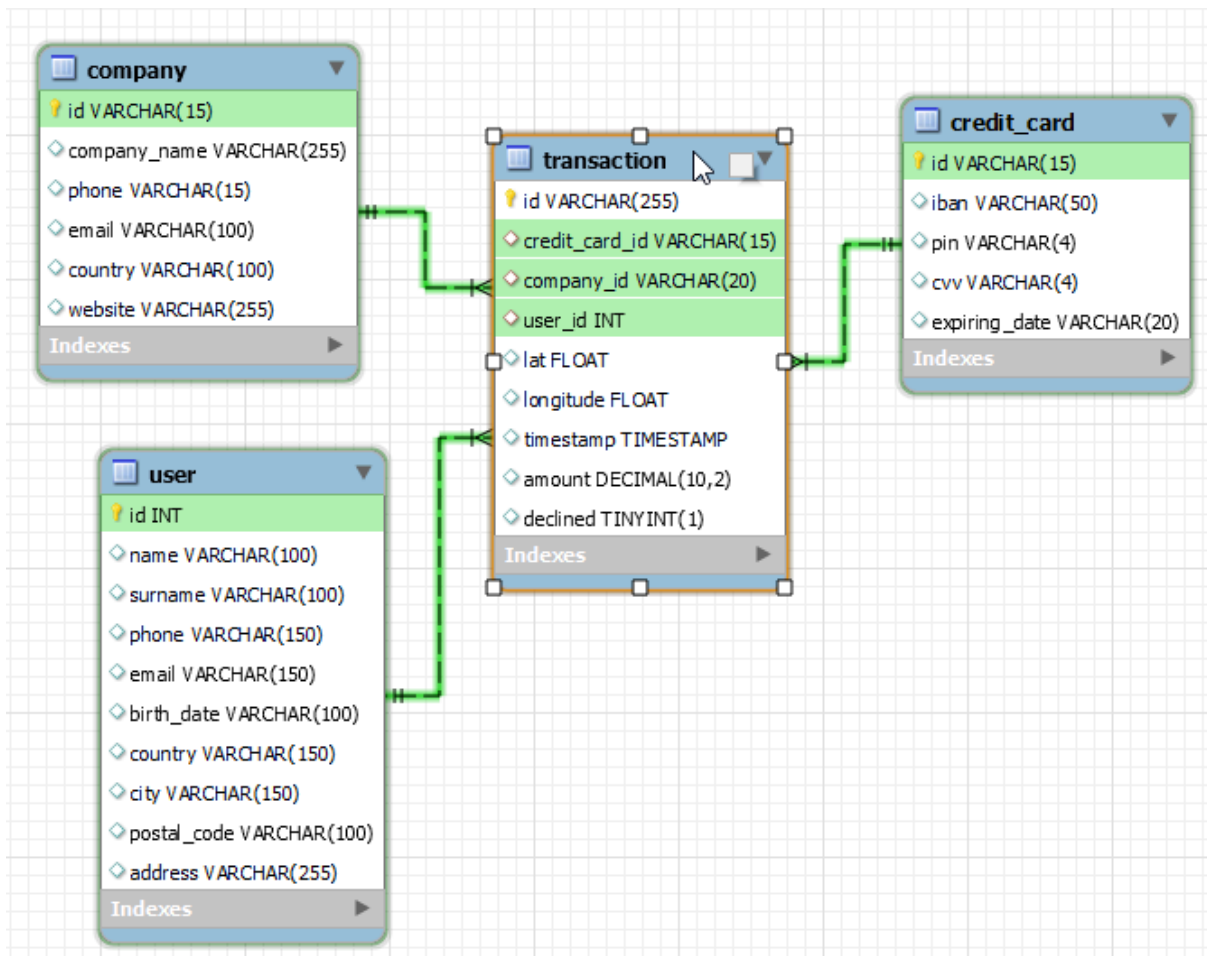 company
id VARCHAR(15)
company_name VARCHAR(255)
phone VARCHAR(15)
email VARCHAR(100)
country VARCHAR(100)
website VARCHAR(255)
Indexes
transaction
id VARCHAR(255)
credit_card_id VARCHAR(15)
company_id VARCHAR(20)
user_id INT
lat FLOAT
longitude FLOAT
timestamp TIMESTAMP
amount DECIMAL(10,2)
declined TINYINT(1)
Indexes
credit_card
id VARCHAR(15)
iban VARCHAR(50)
pin VARCHAR(4)
cvv VARCHAR(4)
expiring_date VARCHAR(20)
Indexes
user
id INT
name VARCHAR(100)
surname VARCHAR(100)
phone VARCHAR(150)
email VARCHAR(150)
birth_date VARCHAR(100)
country VARCHAR(150)
city VARCHAR(150)
postal_code VARCHAR(100)
address VARCHAR(255)
Indexes